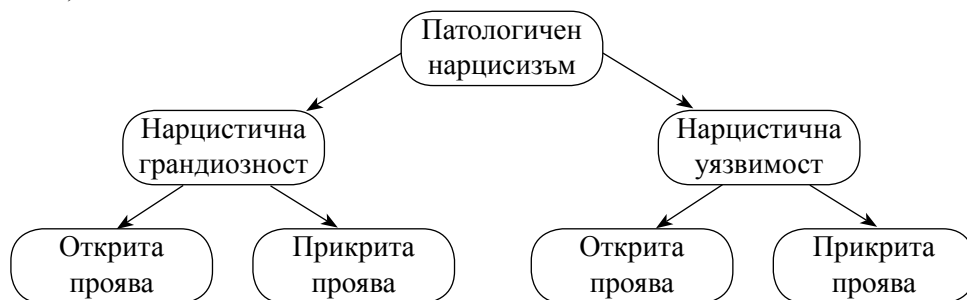 Патологичен
нарцисизъм
Нарцистична
грандиозност
Нарцистична
уязвимост
Открита
проява
Прикрита
проява
Открита
проява
Прикрита
проява